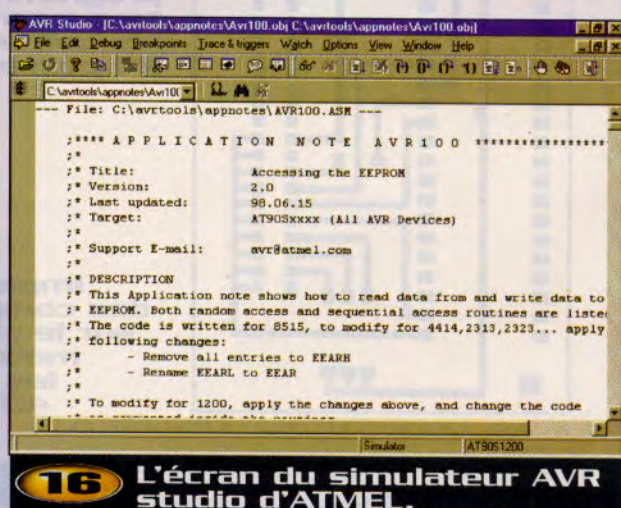 AVR Studio - [C:\avrtools\appnotes\Avr100.obj C:\avrtools\appnotes\Avr100.obj]
File Edit Debug Breakpoints Trace & triggers Watch Options View Window Help
C:\avrtools\appnotes\Avr10(
--- File: C:\avrtools\appnotes\AVR100.ASM ---
;**** A P P L I C A T I O N   N O T E   A V R 1 0 0 ******************
;*
;* Title: Accessing the EEPROM
;* Version: 2.0
;* Last updated: 98.06.15
;* Target: AT90Sxxxx (All AVR Devices)
;*
;* Support E-mail: avr@atmel.com
;*
;* DESCRIPTION
;* This Application note shows how to read data from and write data to
;* EEPROM. Both random access and sequential access routines are liste
;* The code is written for 8515, to modify for 4414,2313,2323... apply
;* following changes:
;* - Remove all entries to EEARH
;* - Rename EEARL to EEAR
;*
;* To modify for 1200, apply the changes above, and change the code
Simulator AT90S1200
16 L'écran du simulateur AVR
studio d'ATMEL.